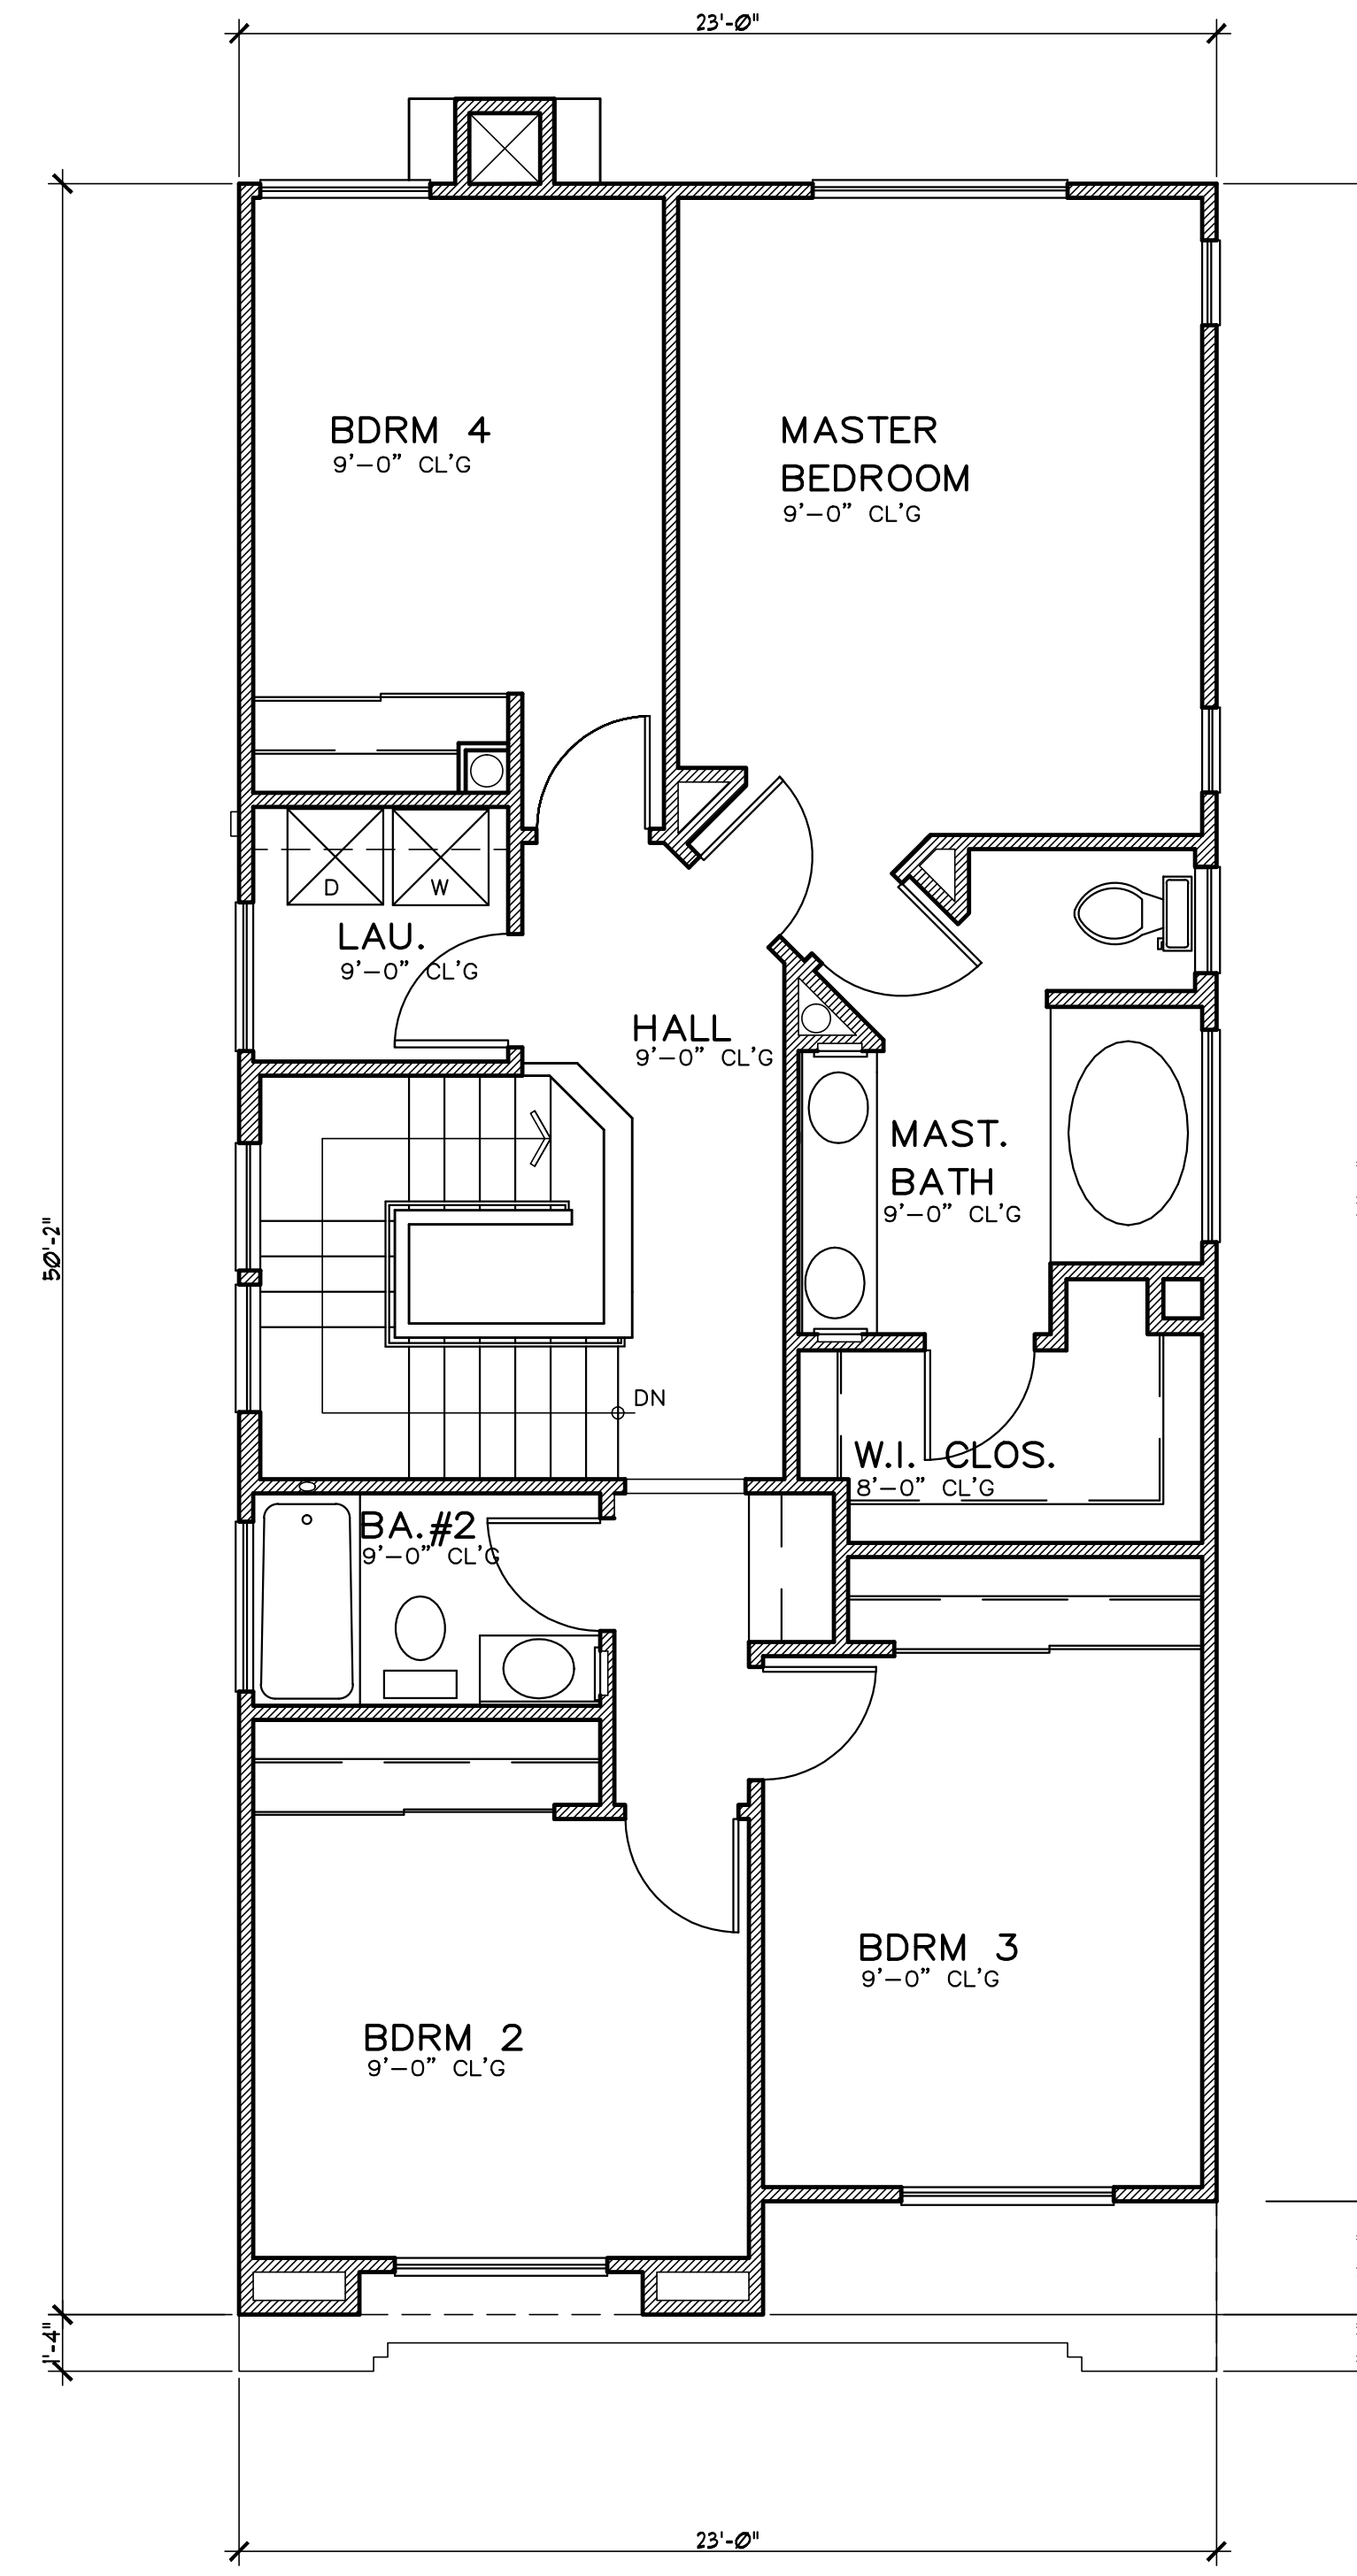 23'-0"
BDRM 4
9'-0" CL'G
MASTER
BEDROOM
9'-0" CL'G
D
W
LAU.
9'-0" CL'G
HALL
9'-0" CL'G
MAST.
BATH
9'-0" CL'G
50'-2"
DN
W.I. CLOS.
8'-0" CL'G
BA.#2
9'-0" CL'G
BDRM 3
9'-0" CL'G
BDRM 2
9'-0" CL'G
1'-4"
23'-0"